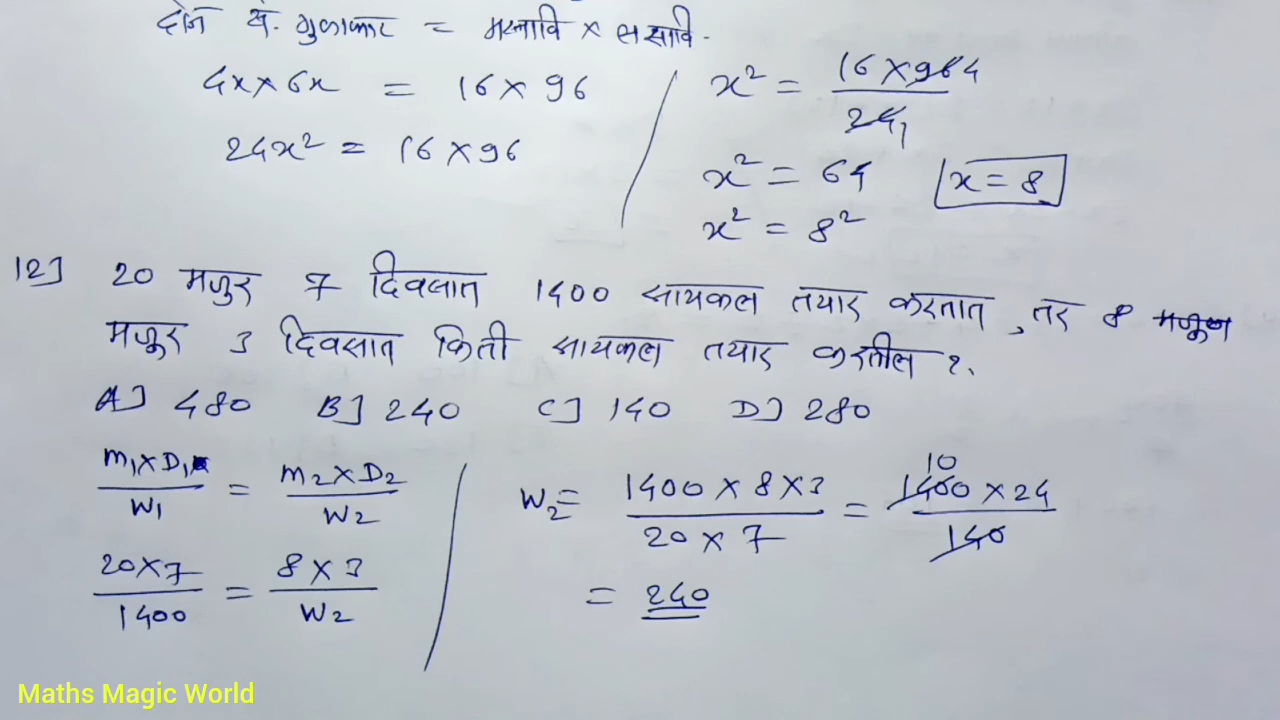 दोन सं. गुणाकार = मसावि × लसावि.
4x × 6x = 16 × 96
24x² = 16 × 96
x² = 16 × 96 4 / 24 1
x² = 64 x = 8
x² = 8²
12] 20 मजुर 7 दिवसात 1400 सायकल तयार करतात, तर 8
मजूर 3 दिवसात किती सायकल तयार करतील ?.
A] 480 B] 240 C] 140 D] 280
M₁×D₁ / W₁ = M₂×D₂ / W₂
20×7 / 1400 = 8×3 / W₂
W₂ = 1400 × 8 × 3 / 20 × 7 = 10 1400 × 24 / 140
= 240
Maths Magic World